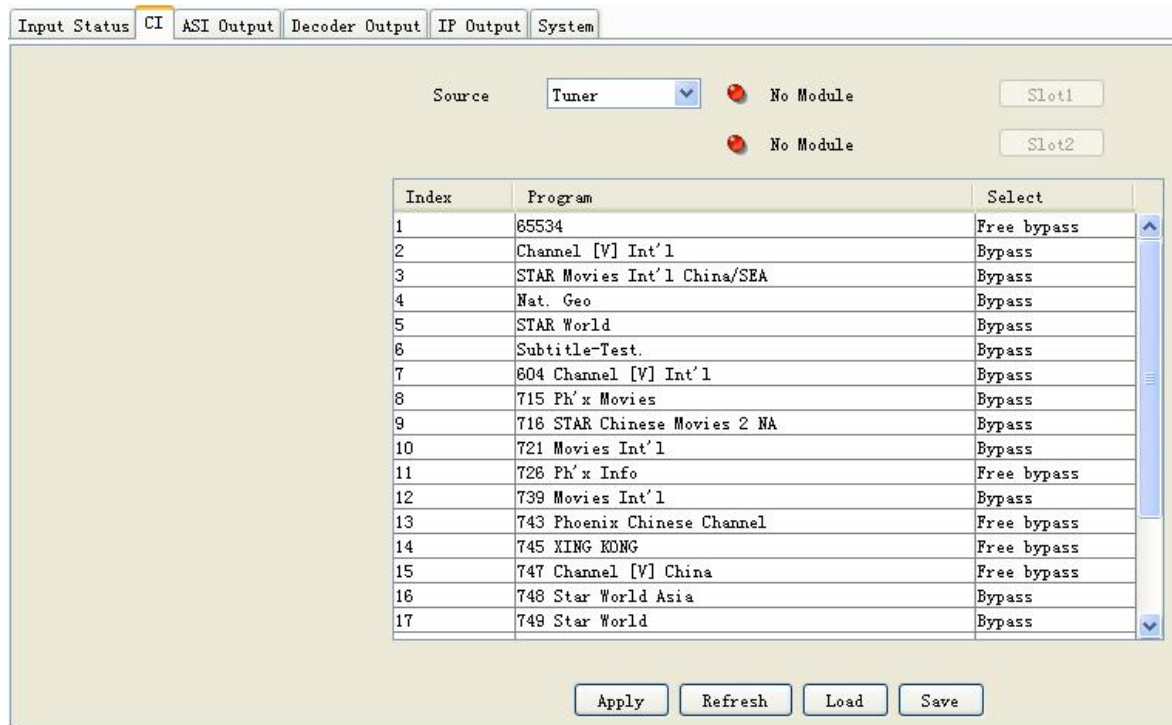 Input Status CI ASI Output Decoder Output IP Output System
Source Tuner No Module Slot1
No Module Slot2
Index Program Select
1 65534 Free bypass
2 Channel [V] Int'l Bypass
3 STAR Movies Int'l China/SEA Bypass
4 Nat. Geo Bypass
5 STAR World Bypass
6 Subtitle-Test. Bypass
7 604 Channel [V] Int'l Bypass
8 715 Ph'x Movies Bypass
9 716 STAR Chinese Movies 2 NA Bypass
10 721 Movies Int'l Bypass
11 726 Ph'x Info Free bypass
12 739 Movies Int'l Bypass
13 743 Phoenix Chinese Channel Free bypass
14 745 XING KONG Free bypass
15 747 Channel [V] China Free bypass
16 748 Star World Asia Bypass
17 749 Star World Bypass
Apply Refresh Load Save